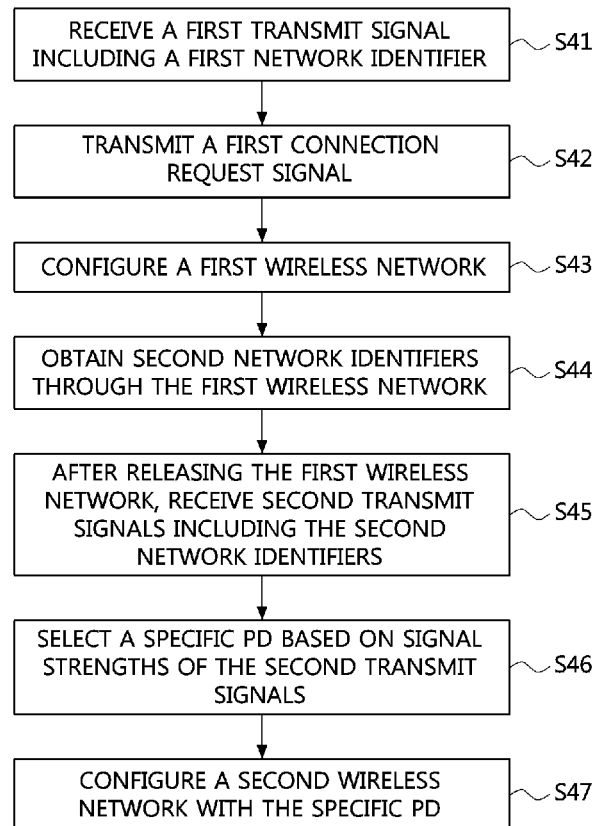 RECEIVE A FIRST TRANSMIT SIGNAL
INCLUDING A FIRST NETWORK IDENTIFIER
S41
TRANSMIT A FIRST CONNECTION
REQUEST SIGNAL
S42
CONFIGURE A FIRST WIRELESS NETWORK
S43
OBTAIN SECOND NETWORK IDENTIFIERS
THROUGH THE FIRST WIRELESS NETWORK
S44
AFTER RELEASING THE FIRST WIRELESS
NETWORK, RECEIVE SECOND TRANSMIT
SIGNALS INCLUDING THE SECOND
NETWORK IDENTIFIERS
S45
SELECT A SPECIFIC PD BASED ON SIGNAL
STRENGTHS OF THE SECOND TRANSMIT
SIGNALS
S46
CONFIGURE A SECOND WIRELESS
NETWORK WITH THE SPECIFIC PD
S47